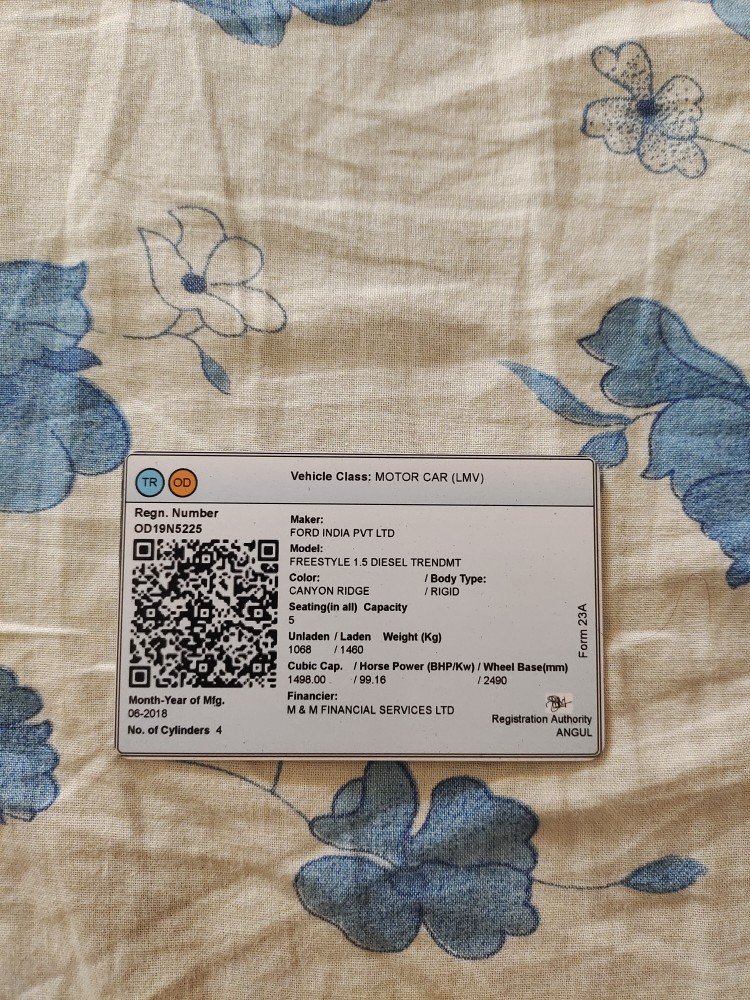 TR OD Vehicle Class: MOTOR CAR (LMV)
Regn. Number
OD19N5225
Maker:
FORD INDIA PVT LTD
Model:
FREESTYLE 1.5 DIESEL TRENDMT
Color: / Body Type:
CANYON RIDGE / RIGID
Seating(in all) Capacity
5
Unladen / Laden Weight (Kg)
1068 / 1460
Cubic Cap. / Horse Power (BHP/Kw) / Wheel Base(mm)
1498.00 / 99.16 / 2490
Financier:
M & M FINANCIAL SERVICES LTD
Month-Year of Mfg.
06-2018
No. of Cylinders 4
Form 23A
Registration Authority
ANGUL